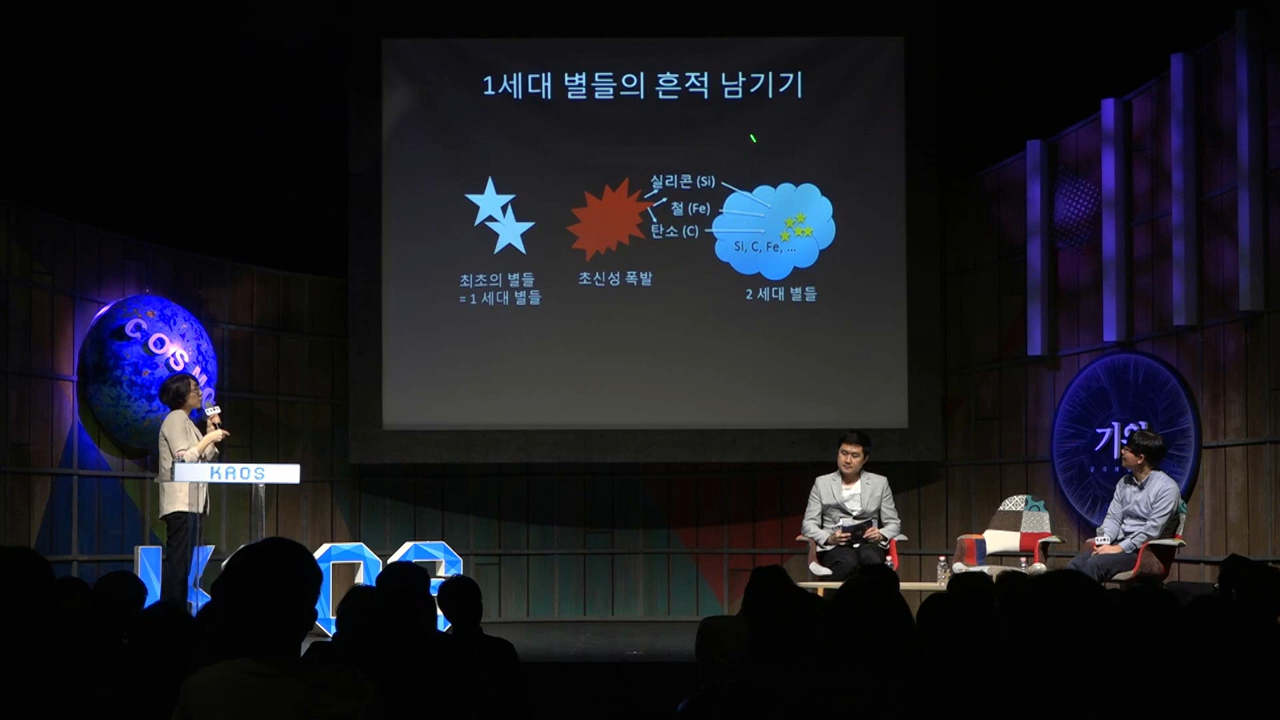 1세대 별들의 흔적 남기기
실리콘 (Si)
철 (Fe)
탄소 (C)
Si, C, Fe, ...
최초의 별들
= 1 세대 별들
초신성 폭발
2 세대 별들
COSMO
KAOS
KAOS